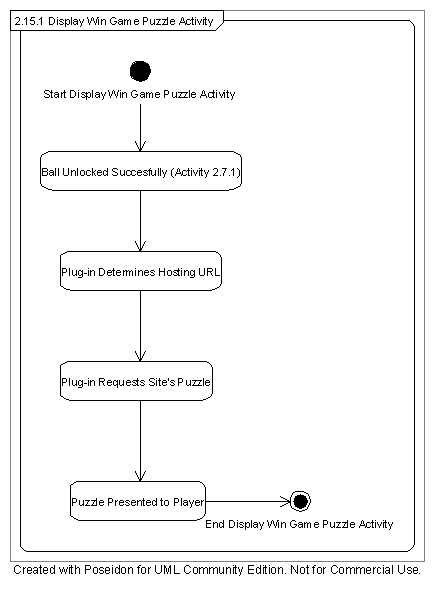 2.15.1 Display Win Game Puzzle Activity
Start Display Win Game Puzzle Activity
Ball Unlocked Succesfully (Activity 2.7.1)
Plug-in Determines Hosting URL
Plug-in Requests Site's Puzzle
Puzzle Presented to Player
End Display Win Game Puzzle Activity
Created with Poseidon for UML Community Edition. Not for Commercial Use.